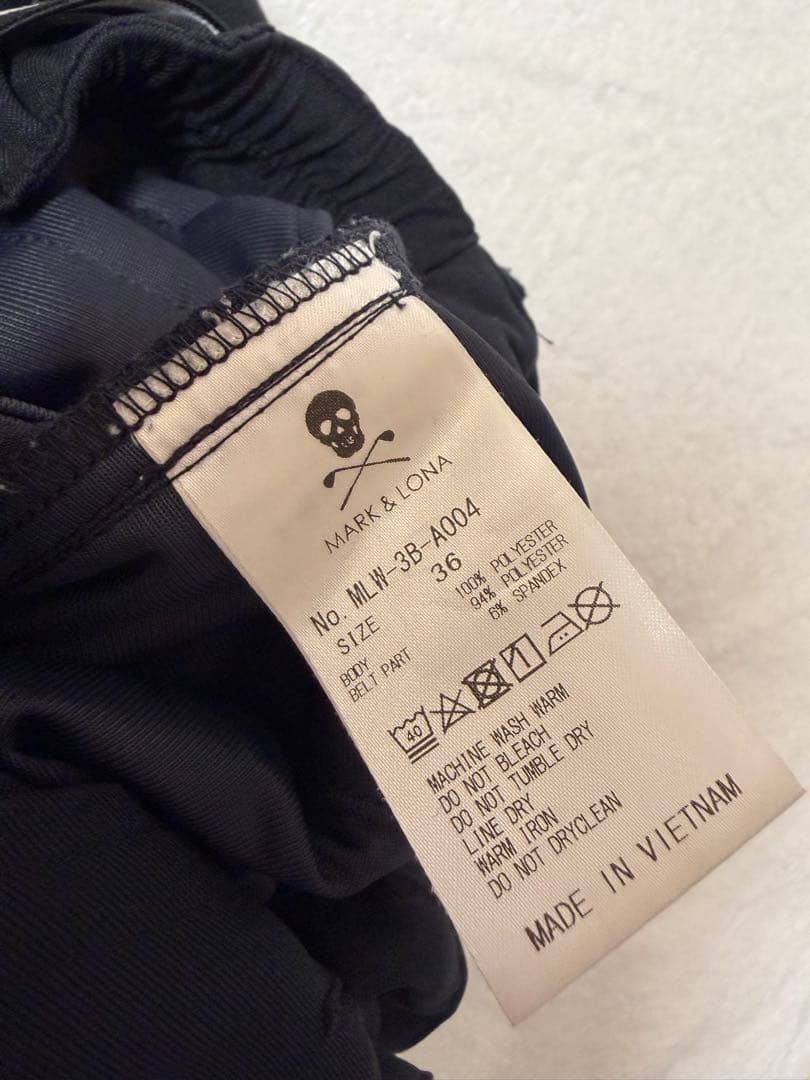 MARK & LONA
No. MLW-3B-A004
SIZE 36
BODY 100% POLYESTER
BELT PART 94% POLYESTER
6% SPANDEX
40
MACHINE WASH WARM
DO NOT BLEACH
DO NOT TUMBLE DRY
LINE DRY
WARM IRON
DO NOT DRYCLEAN
MADE IN VIETNAM